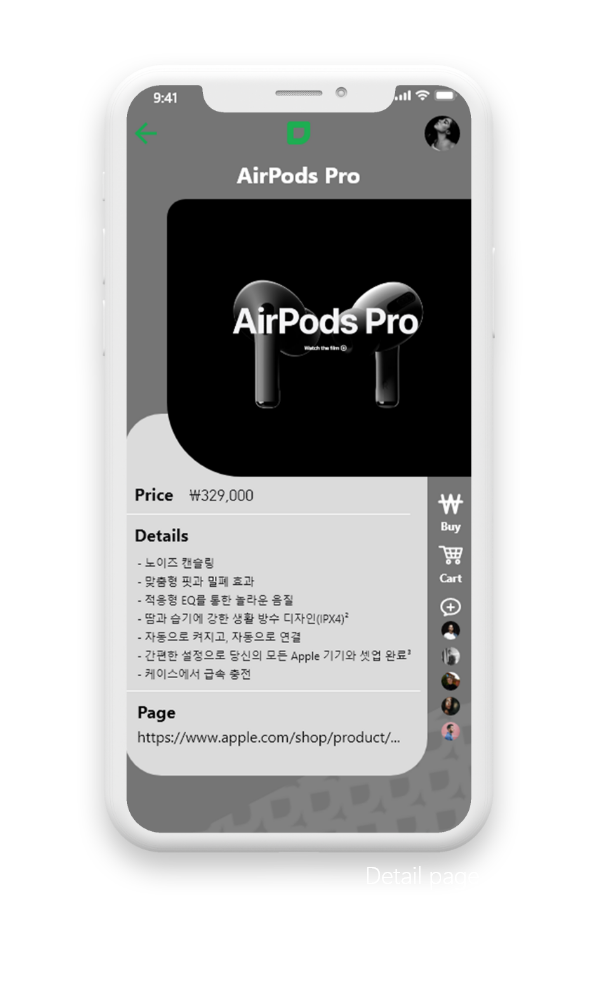 9:41
AirPods Pro
AirPods Pro
Watch the film
Price ₩329,000
Details
- 노이즈 캔슬링
- 맞춤형 핏과 밀폐 효과
- 적응형 EQ를 통한 놀라운 음질
- 땀과 습기에 강한 생활 방수 디자인(IPX4)²
- 자동으로 켜지고, 자동으로 연결
- 간편한 설정으로 당신의 모든 Apple 기기와 셋업 완료³
- 케이스에서 급속 충전
Page
https://www.apple.com/shop/product/...
₩
Buy
Cart
Detail page